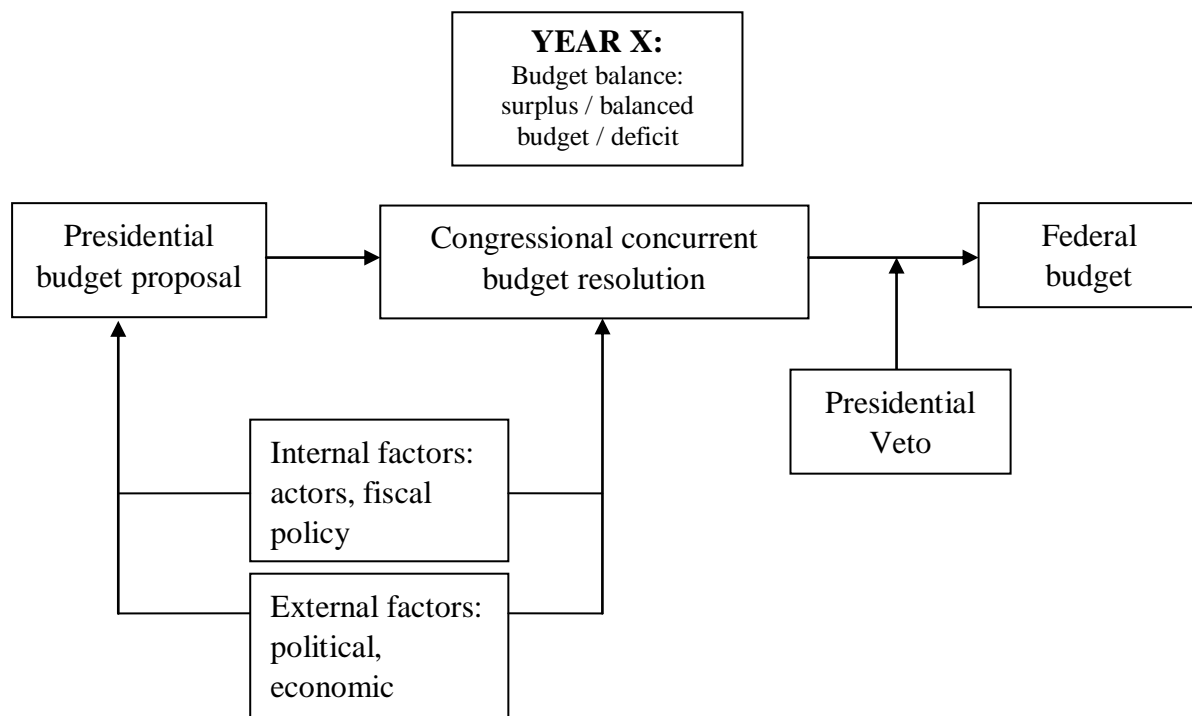 YEAR X:
Budget balance:
surplus / balanced
budget / deficit
Presidential
budget proposal
Congressional concurrent
budget resolution
Federal
budget
Presidential
Veto
Internal factors:
actors, fiscal
policy
External factors:
political,
economic